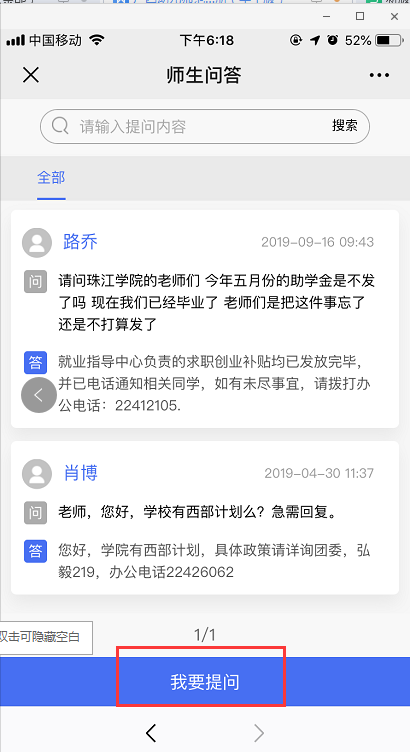 中国移动
下午6:18
52%
师生问答
请输入提问内容
搜索
全部
路乔
2019-09-16 09:43
问
请问珠江学院的老师们 今年五月份的助学金是不发
了吗 现在我们已经毕业了 老师们是把这件事忘了
还是不打算发了
答
就业指导中心负责的求职创业补贴均已发放完毕，
并已电话通知相关同学，如有未尽事宜，请拨打办
公电话：22412105.
肖博
2019-04-30 11:37
问
老师，您好，学校有西部计划么？急需回复。
答
您好，学院有西部计划，具体政策请详询团委，弘
毅219，办公电话22426062
双击可隐藏空白
1/1
我要提问